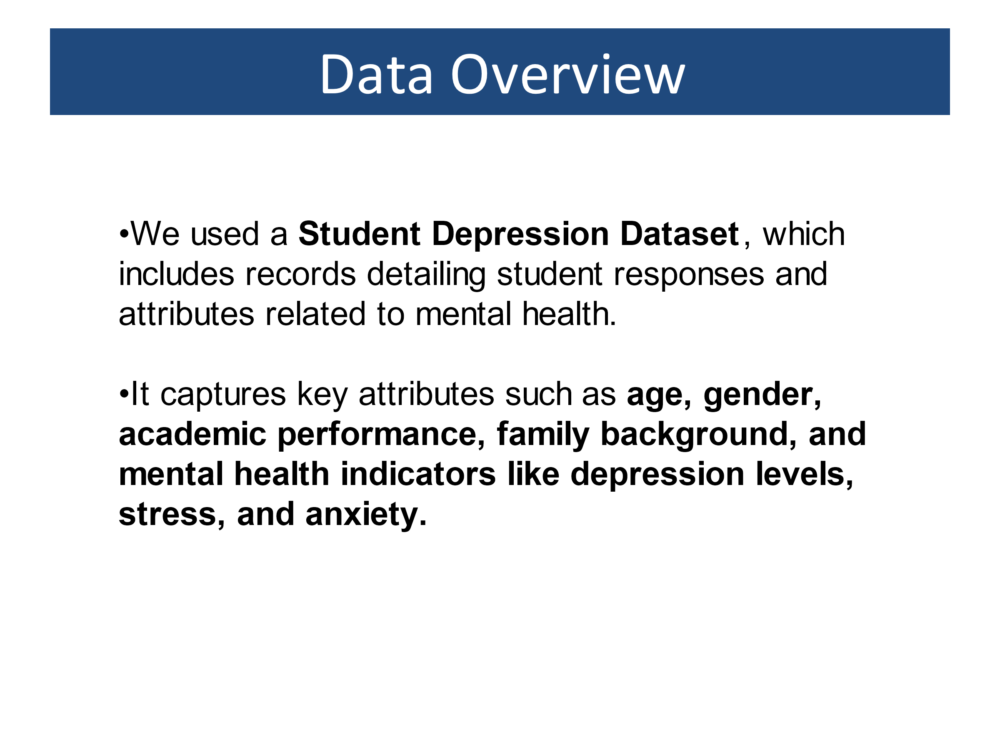 Data Overview
•We used a Student Depression Dataset, which
includes records detailing student responses and
attributes related to mental health.
•It captures key attributes such as age, gender,
academic performance, family background, and
mental health indicators like depression levels,
stress, and anxiety.